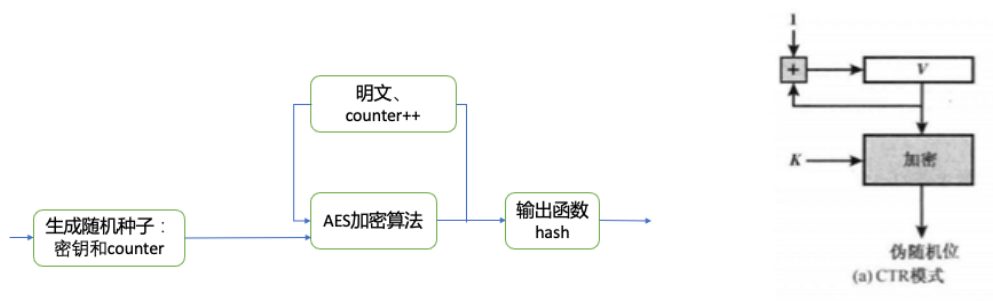 明文、
counter++
生成随机种子：
密钥和counter
AES加密算法
输出函数
hash
1
+
V
K
加密
伪随机位
(a) CTR模式